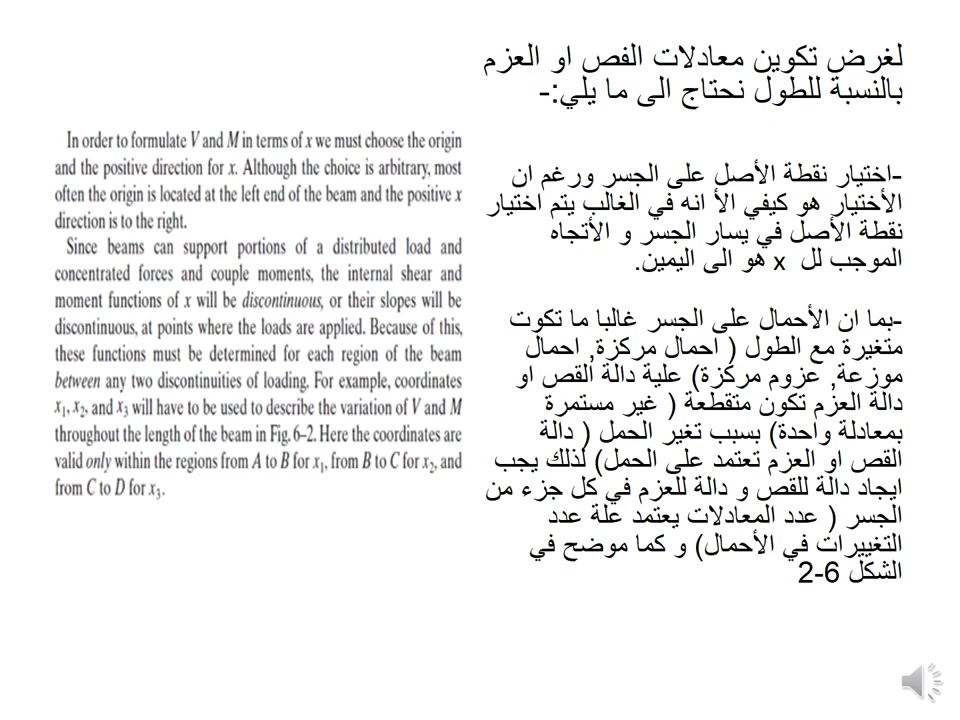 لغرض تكوين معادلات الفص او العزم
بالنسبة للطول نحتاج الى ما يلي:-
In order to formulate V and M in terms of x we must choose the origin
and the positive direction for x. Although the choice is arbitrary, most
often the origin is located at the left end of the beam and the positive x
direction is to the right.
Since beams can support portions of a distributed load and
concentrated forces and couple moments, the internal shear and
moment functions of x will be discontinuous, or their slopes will be
discontinuous, at points where the loads are applied. Because of this,
these functions must be determined for each region of the beam
between any two discontinuities of loading. For example, coordinates
x₁, x₂, and x₃ will have to be used to describe the variation of V and M
throughout the length of the beam in Fig. 6–2. Here the coordinates are
valid only within the regions from A to B for x₁, from B to C for x₂, and
from C to D for x₃.
-اختيار نقطة الأصل على الجسر ورغم ان
الأختيار هو كيفي الأ انه في الغالب يتم اختيار
نقطة الأصل في يسار الجسر و الأتجاه
الموجب لل x هو الى اليمين.
-بما ان الأحمال على الجسر غالبا ما تكوت
متغيرة مع الطول ( احمال مركزة, احمال
موزعة, عزوم مركزة) علية دالة القص او
دالة العزم تكون متقطعة ( غير مستمرة
بمعادلة واحدة) بسبب تغير الحمل ( دالة
القص او العزم تعتمد على الحمل) لذلك يجب
ايجاد دالة للقص و دالة للعزم في كل جزء من
الجسر ( عدد المعادلات يعتمد علة عدد
التغييرات في الأحمال) و كما موضح في
الشكل 6-2